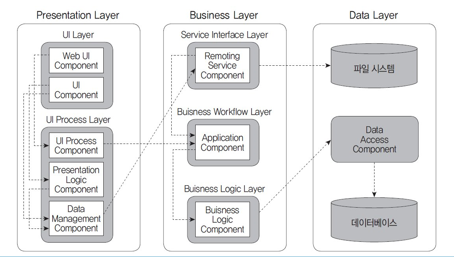 Presentation Layer
UI Layer
Web UI
Component
UI
Component
UI Process Layer
UI Process
Component
Presentation
Logic
Component
Data
Management
Component
Business Layer
Service Interface Layer
Remoting
Service
Component
Buisness Workflow Layer
Application
Component
Buisness Logic Layer
Buisness
Logic
Component
Data Layer
파일 시스템
Data
Access
Component
데이터베이스